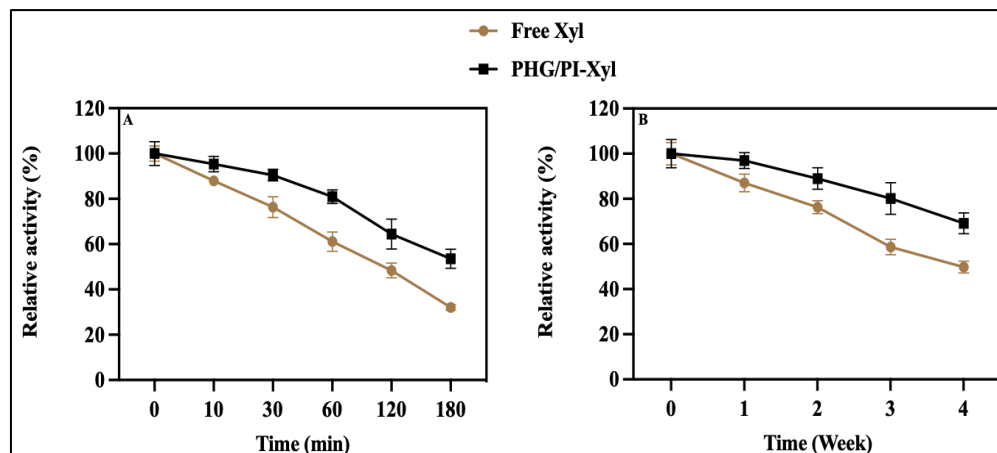 Free Xyl
PHG/PI-Xyl
A
Relative activity (%)
120
100
80
60
40
20
0
0 10 30 60 120 180
Time (min)
B
Relative activity (%)
120
100
80
60
40
20
0
0 1 2 3 4
Time (Week)